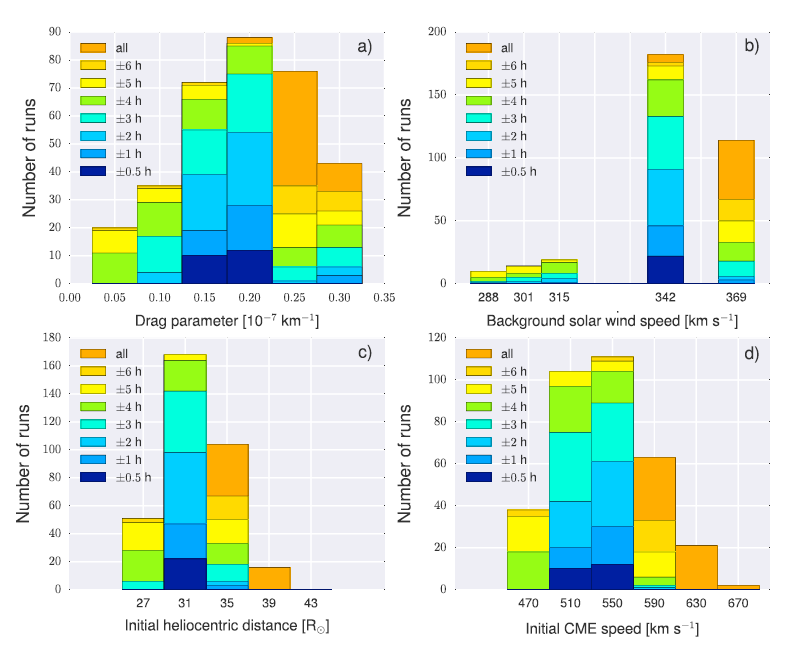 a)
all
±6 h
±5 h
±4 h
±3 h
±2 h
±1 h
±0.5 h
90
80
70
60
50
40
30
20
10
0
Number of runs
0.00 0.05 0.10 0.15 0.20 0.25 0.30 0.35
Drag parameter [10⁻⁷ km⁻¹]
b)
all
±6 h
±5 h
±4 h
±3 h
±2 h
±1 h
±0.5 h
200
150
100
50
0
Number of runs
288 301 315 342 369
Background solar wind speed [km s⁻¹]
c)
all
±6 h
±5 h
±4 h
±3 h
±2 h
±1 h
±0.5 h
180
160
140
120
100
80
60
40
20
0
Number of runs
27 31 35 39 43
Initial heliocentric distance [R☉]
d)
all
±6 h
±5 h
±4 h
±3 h
±2 h
±1 h
±0.5 h
120
100
80
60
40
20
0
Number of runs
470 510 550 590 630 670
Initial CME speed [km s⁻¹]